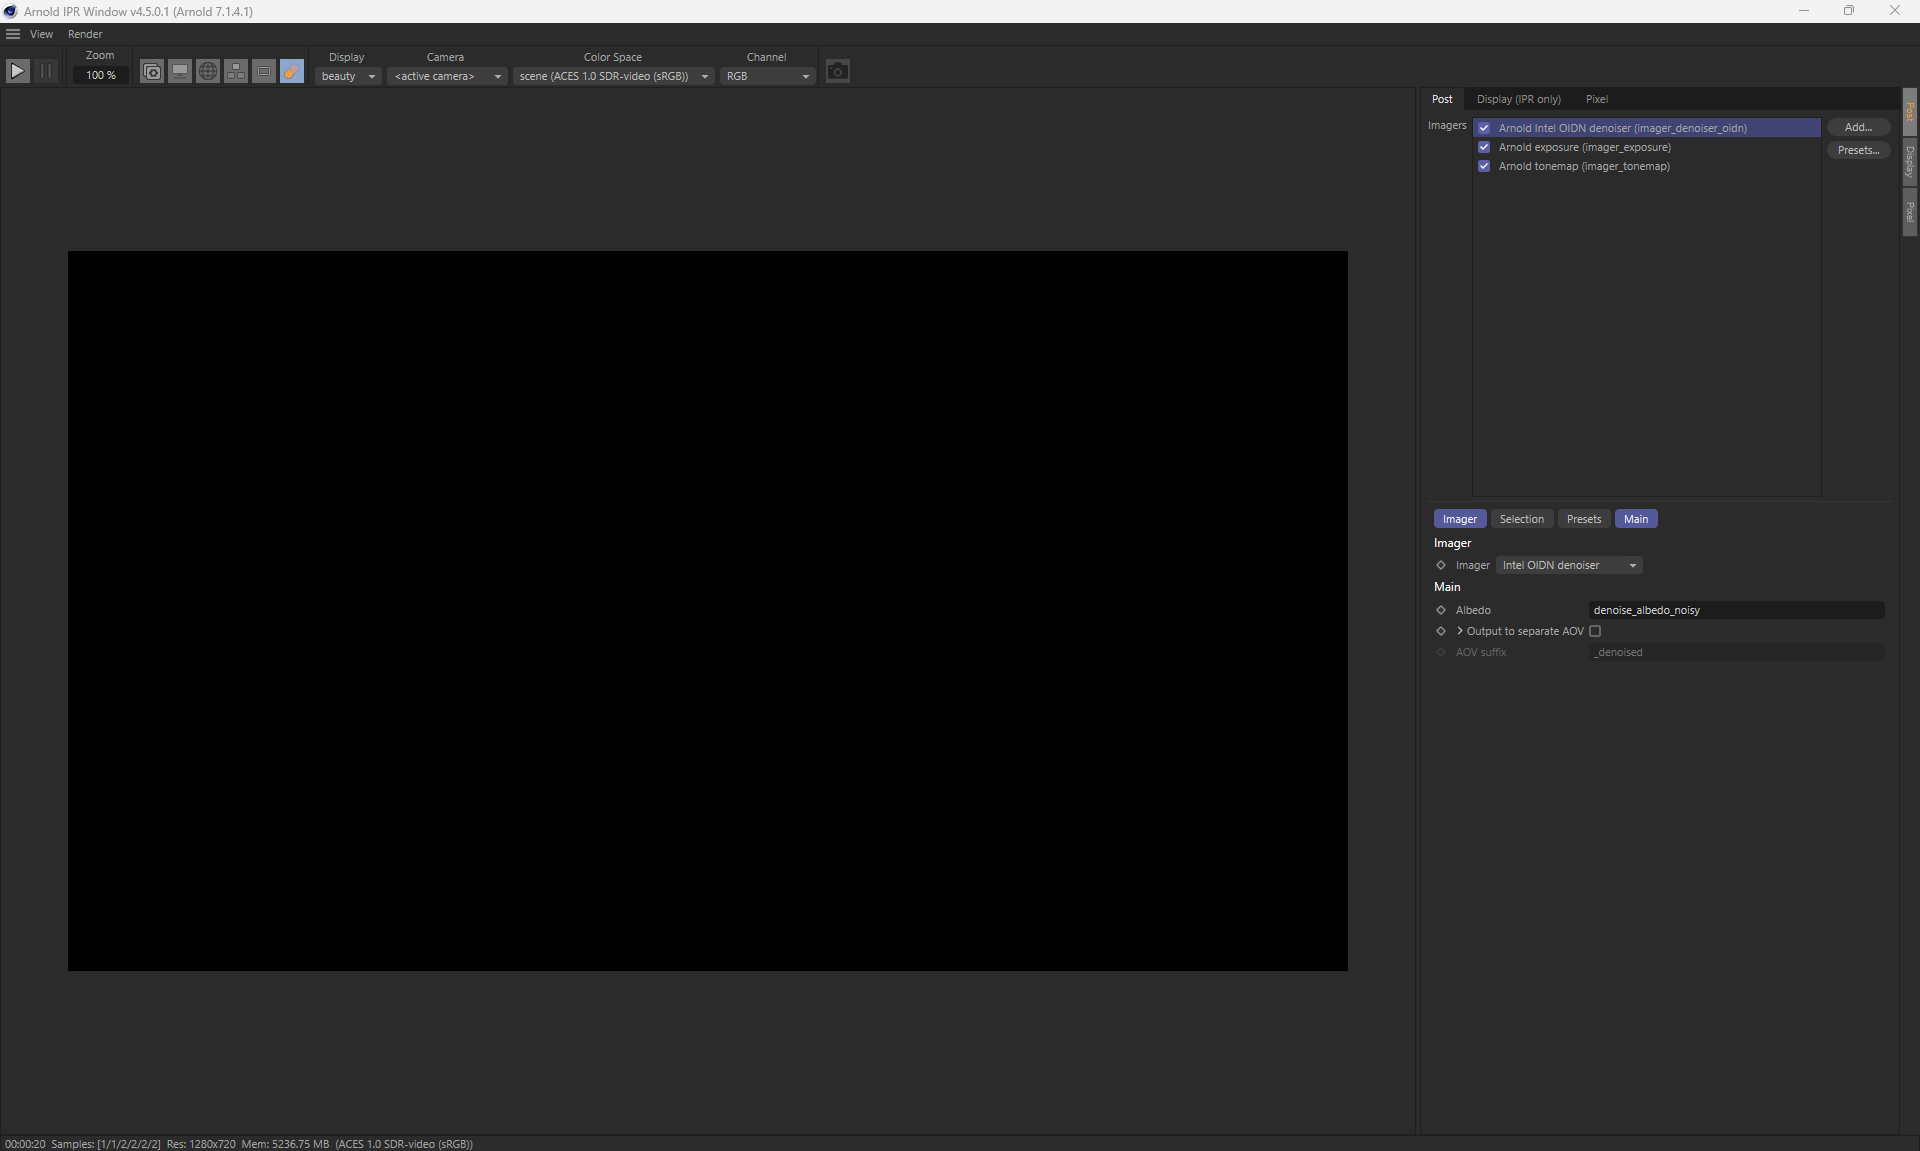 Arnold IPR Window v4.5.0.1 (Arnold 7.1.4.1)
View Render
Zoom
100 %
Display
beauty
Camera
<active camera>
Color Space
scene (ACES 1.0 SDR-video (sRGB))
Channel
RGB
Post Display (IPR only) Pixel
Imagers
Arnold Intel OIDN denoiser (imager_denoiser_oidn)
Arnold exposure (imager_exposure)
Arnold tonemap (imager_tonemap)
Add...
Presets...
Post
Display
Pixel
Imager Selection Presets Main
Imager
Imager Intel OIDN denoiser
Main
Albedo denoise_albedo_noisy
Output to separate AOV
AOV suffix _denoised
00:00:20 Samples: [1/1/2/2/2/2] Res: 1280x720 Mem: 5236.75 MB (ACES 1.0 SDR-video (sRGB))